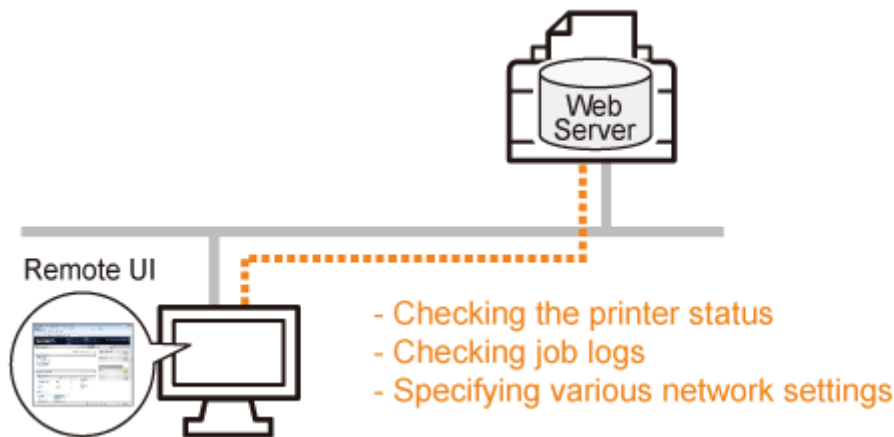 Web
Server
Remote UI
- Checking the printer status
- Checking job logs
- Specifying various network settings